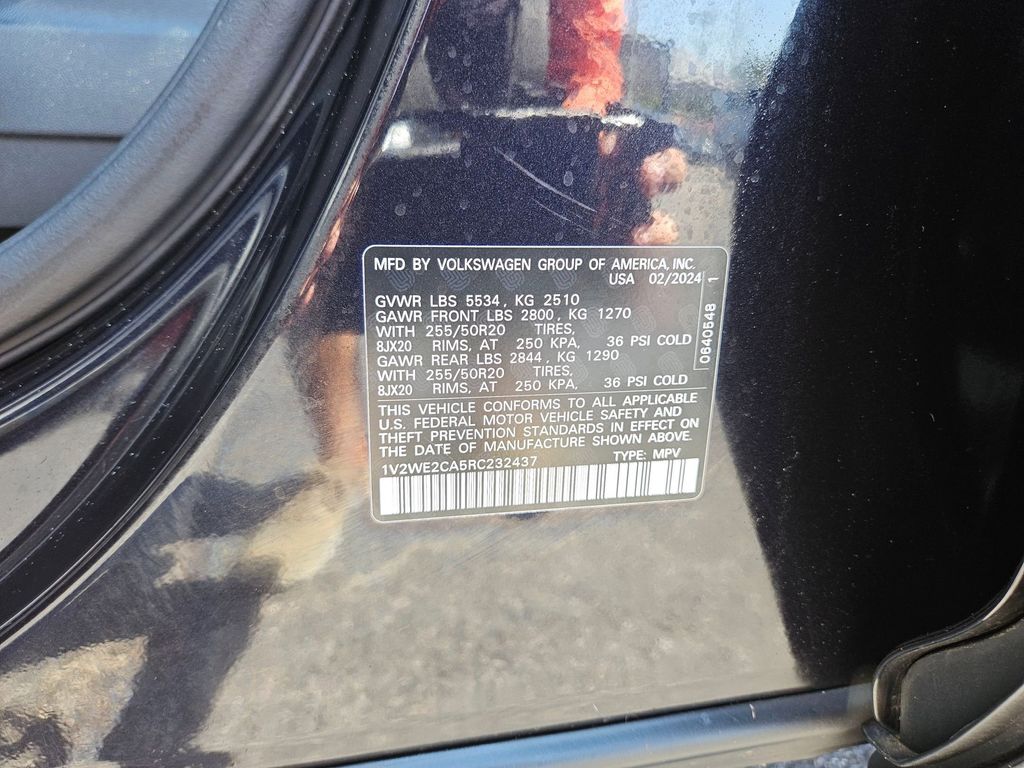 MFD BY VOLKSWAGEN GROUP OF AMERICA, INC.
USA 02/2024
GVWR LBS 5534, KG 2510
GAWR FRONT LBS 2800, KG 1270
WITH 255/50R20 TIRES,
8JX20 RIMS, AT 250 KPA, 36 PSI COLD
GAWR REAR LBS 2844, KG 1290
WITH 255/50R20 TIRES,
8JX20 RIMS, AT 250 KPA, 36 PSI COLD
THIS VEHICLE CONFORMS TO ALL APPLICABLE
U.S. FEDERAL MOTOR VEHICLE SAFETY AND
THEFT PREVENTION STANDARDS IN EFFECT ON
THE DATE OF MANUFACTURE SHOWN ABOVE.
1V2WE2CA5RC232437 TYPE: MPV
0640548 1